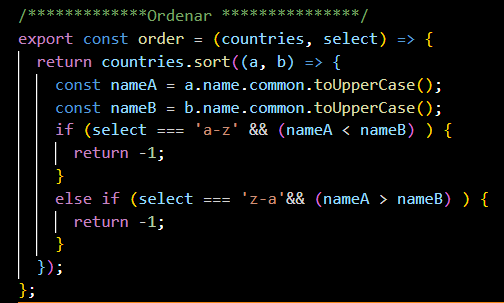 /*************Ordenar ***************/
export const order = (countries, select) => {
return countries.sort((a, b) => {
const nameA = a.name.common.toUpperCase();
const nameB = b.name.common.toUpperCase();
if (select === 'a-z' && (nameA < nameB) ) {
return -1;
}
else if (select === 'z-a'&& (nameA > nameB) ) {
return -1;
}
});
};